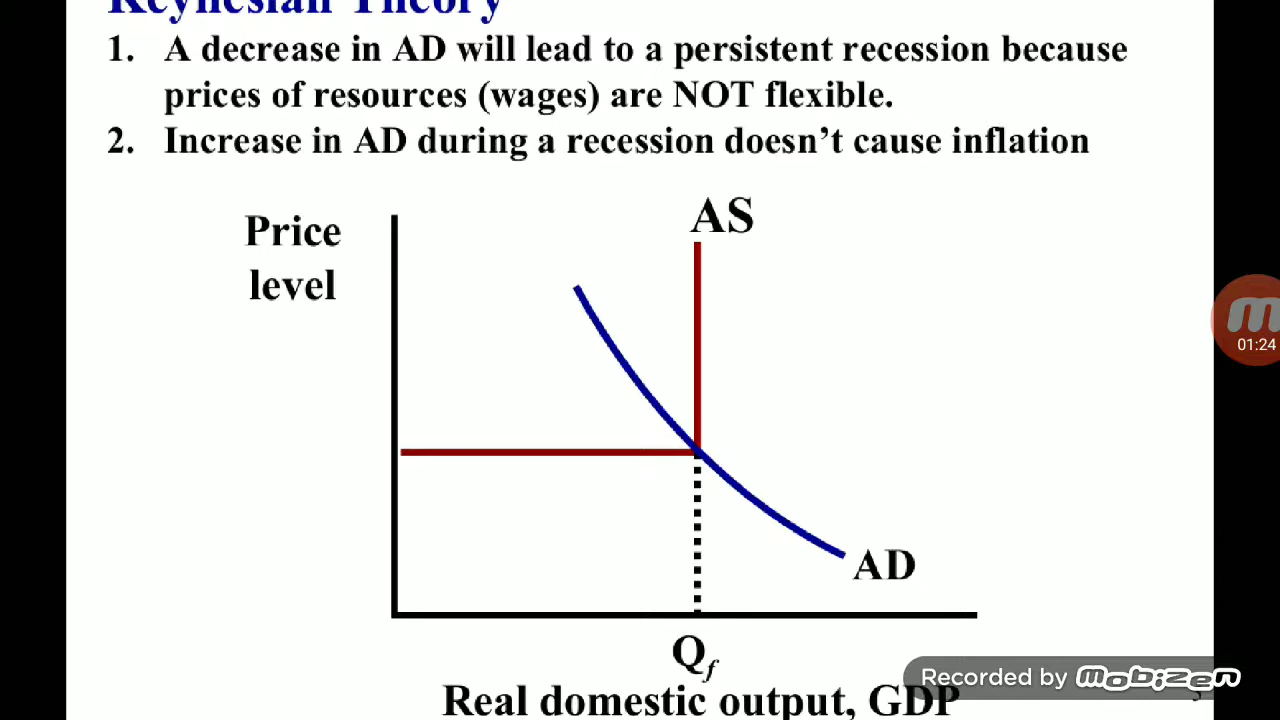 Keynesian Theory
1. A decrease in AD will lead to a persistent recession because
prices of resources (wages) are NOT flexible.
2. Increase in AD during a recession doesn’t cause inflation
Price
level
AS
AD
Qf
Real domestic output, GDP
01:24
Recorded by mobizen